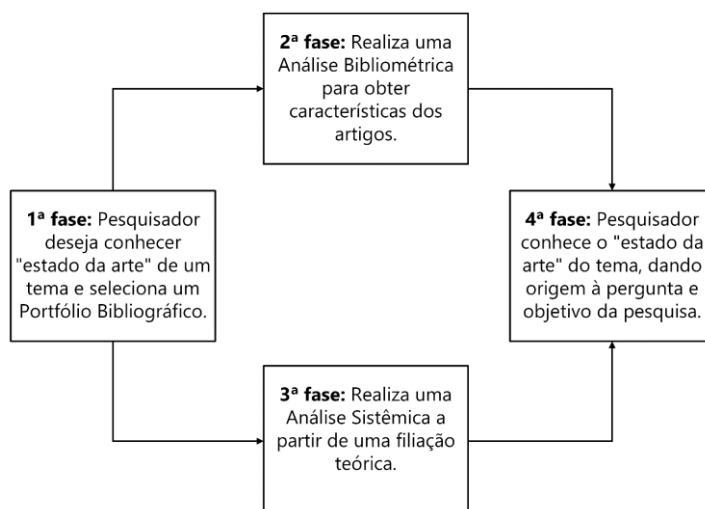 2ª fase: Realiza uma
Análise Bibliométrica
para obter
características dos
artigos.
1ª fase: Pesquisador
deseja conhecer
"estado da arte" de um
tema e seleciona um
Portfólio Bibliográfico.
4ª fase: Pesquisador
conhece o "estado da
arte" do tema, dando
origem à pergunta e
objetivo da pesquisa.
3ª fase: Realiza uma
Análise Sistêmica a
partir de uma filiação
teórica.